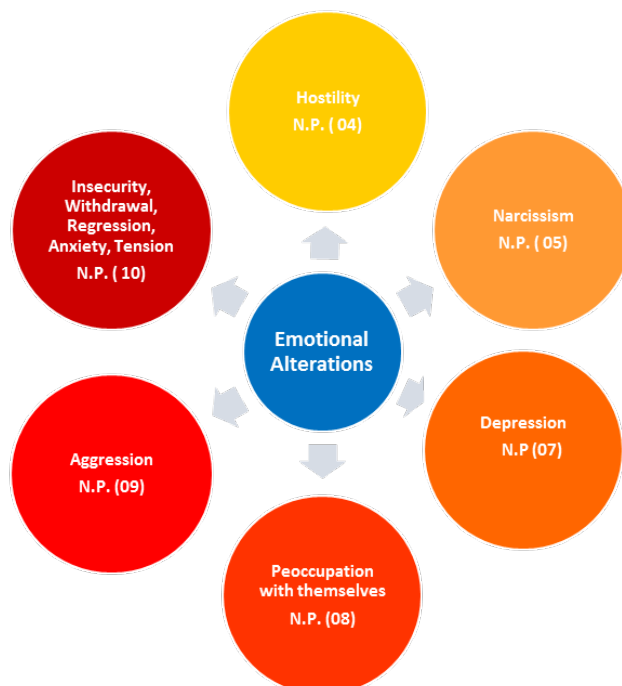 Hostility
N.P. ( 04)
Narcissism
N.P. ( 05)
Depression
N.P (07)
Peoccupation
with themselves
N.P. (08)
Aggression
N.P. (09)
Insecurity,
Withdrawal,
Regression,
Anxiety, Tension
N.P. ( 10)
Emotional
Alterations